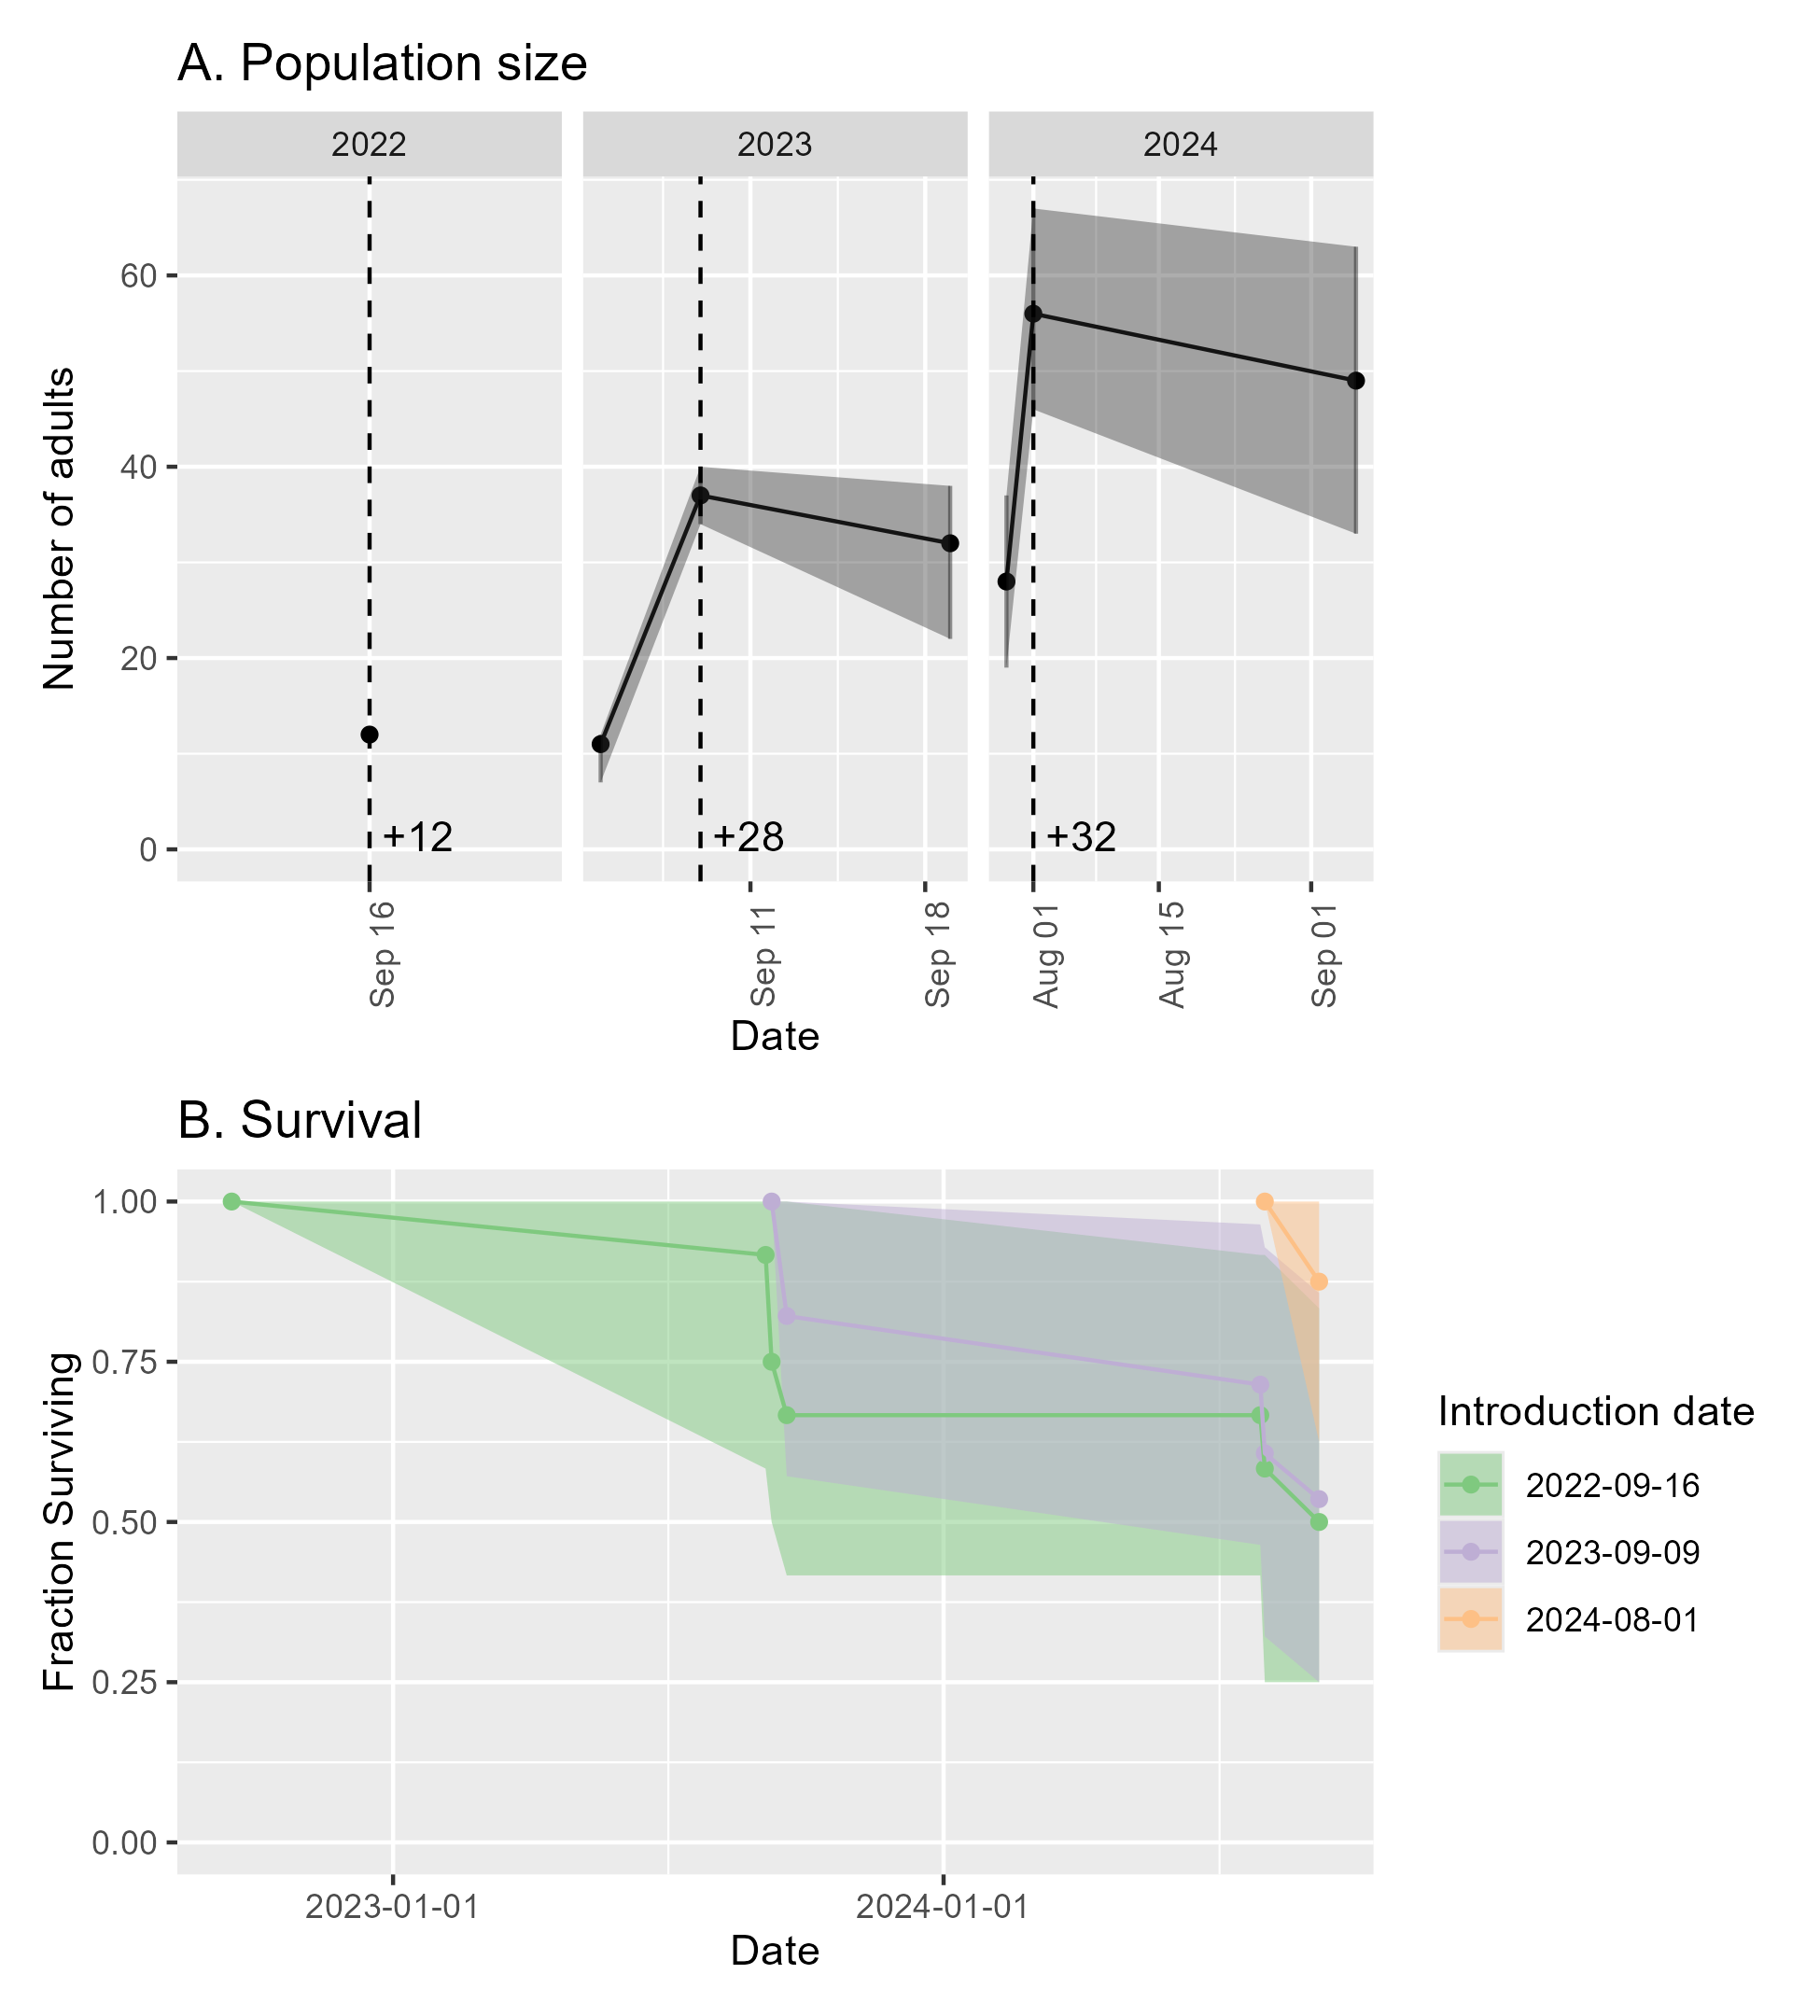 A. Population size
2022 2023 2024
Number of adults
60
40
20
0
+12 +28 +32
Sep 16 Sep 11 Sep 18 Aug 01 Aug 15 Sep 01
Date
B. Survival
Fraction Surviving
1.00
0.75
0.50
0.25
0.00
2023-01-01 2024-01-01
Date
Introduction date
2022-09-16
2023-09-09
2024-08-01